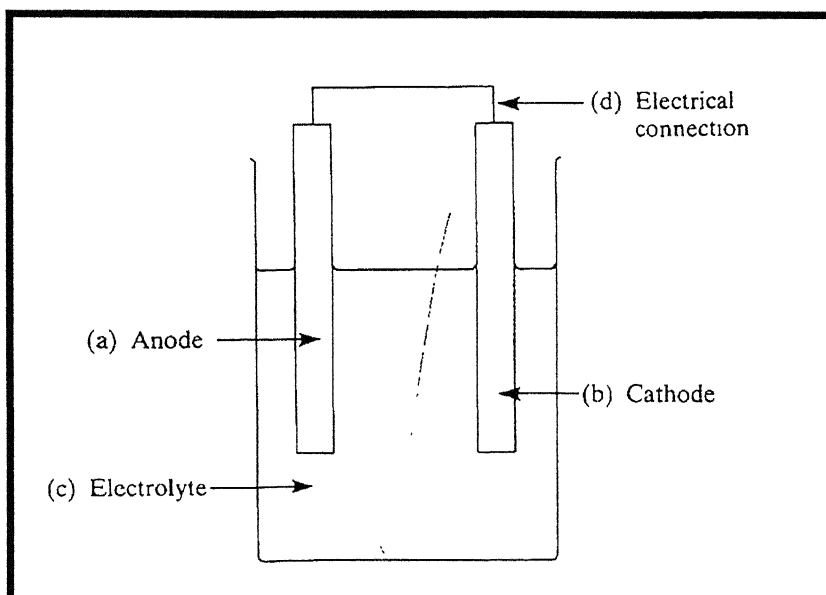 (d) Electrical
connection
(a) Anode
(b) Cathode
(c) Electrolyte